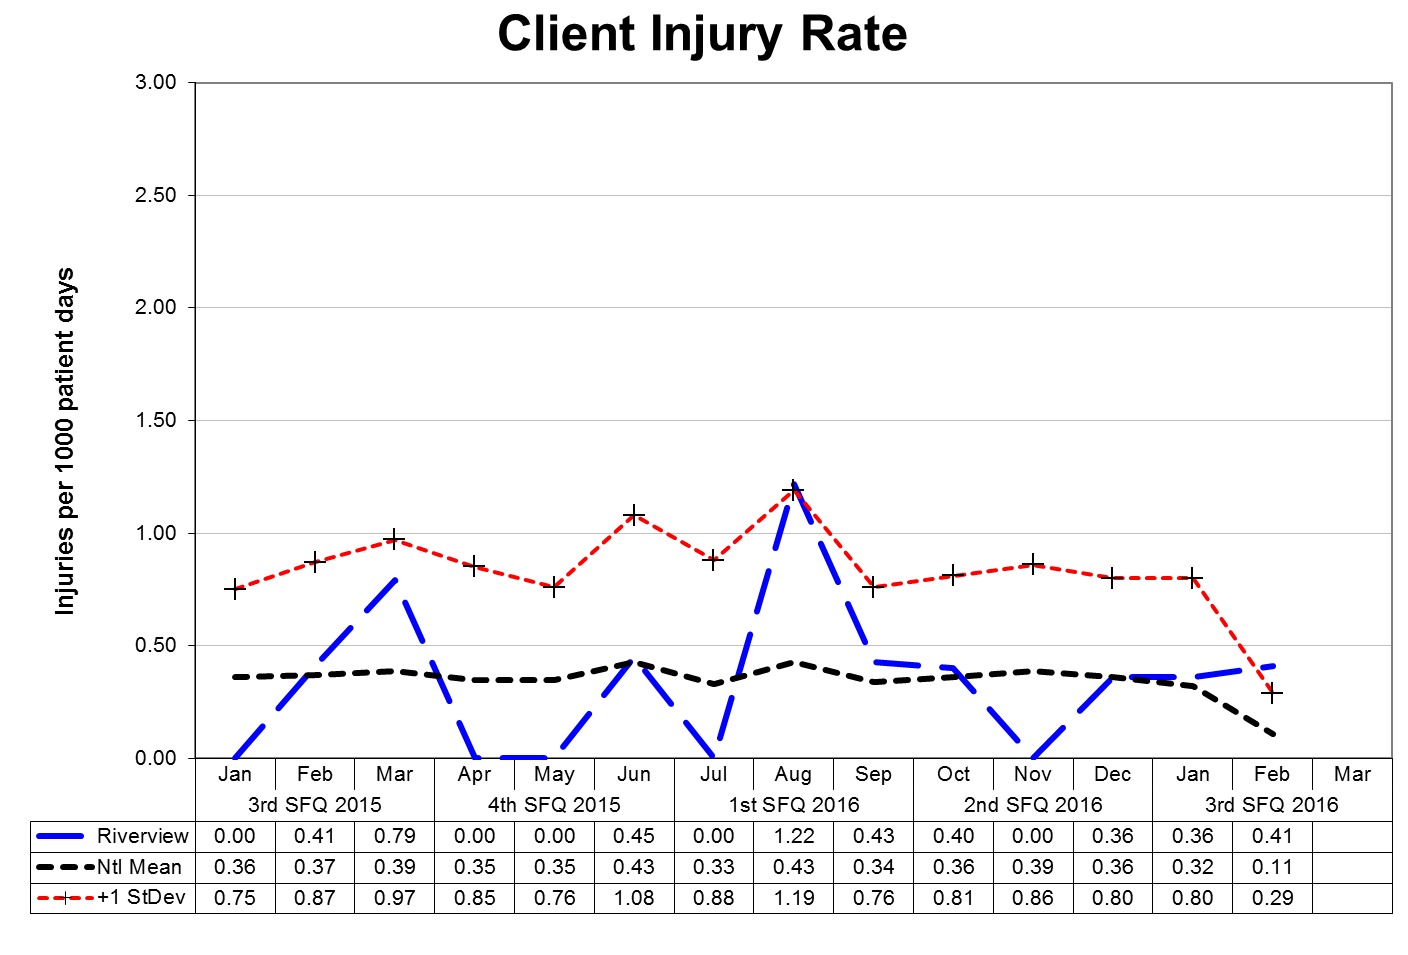 Client Injury Rate
3.00
2.50
2.00
1.50
1.00
0.50
0.00
Injuries per 1000 patient days
Jan Feb Mar Apr May Jun Jul Aug Sep Oct Nov Dec Jan Feb Mar
3rd SFQ 2015 4th SFQ 2015 1st SFQ 2016 2nd SFQ 2016 3rd SFQ 2016
Riverview 0.00 0.41 0.79 0.00 0.00 0.45 0.00 1.22 0.43 0.40 0.00 0.36 0.36 0.41
Ntl Mean 0.36 0.37 0.39 0.35 0.35 0.43 0.33 0.43 0.34 0.36 0.39 0.36 0.32 0.11
+1 StDev 0.75 0.87 0.97 0.85 0.76 1.08 0.88 1.19 0.76 0.81 0.86 0.80 0.80 0.29